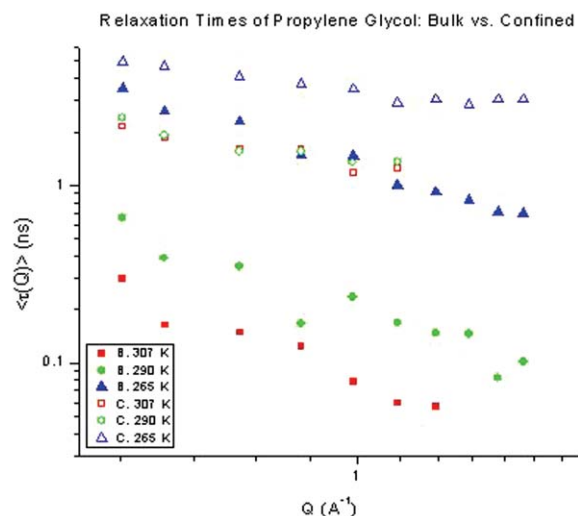 Relaxation Times of Propylene Glycol: Bulk vs. Confined
<τ(Q)> (ns)
1
0.1
B. 307 K
B. 290 K
B. 265 K
C. 307 K
C. 290 K
C. 265 K
1
Q (A⁻¹)